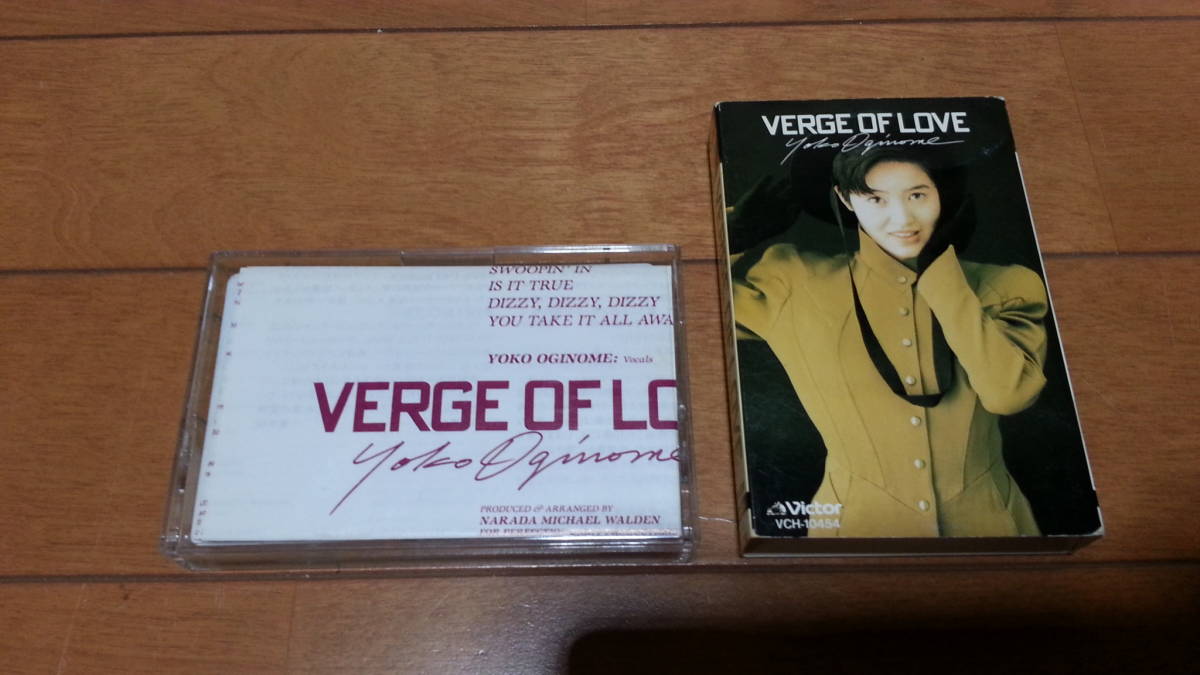 SWOOPIN' IN
IS IT TRUE
DIZZY, DIZZY, DIZZY
YOU TAKE IT ALL AWA
YOKO OGINOME: Vocals
VERGE OF LO
Yoko Oginome
PRODUCED & ARRANGED BY
NARADA MICHAEL WALDEN
VERGE OF LOVE
Yoko Oginome
Victor
VCH-10484